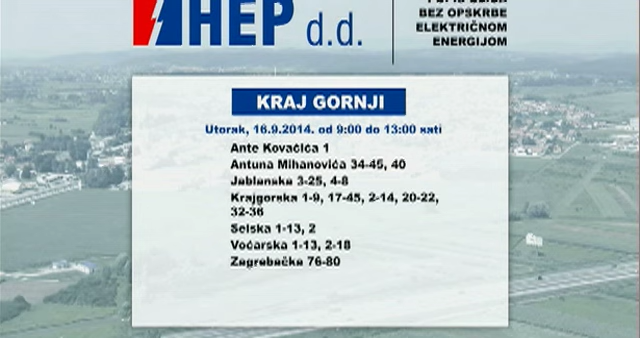 HEP d.d.
BEZ OPSKRBE
ELEKTRIČNOM
ENERGIJOM
KRAJ GORNJI
Utorak, 16.9.2014. od 9:00 do 13:00 sati
Ante Kovačića 1
Antuna Mihanovića 34-45, 40
Jablanska 3-25, 4-8
Krajgorska 1-9, 17-45, 2-14, 20-22,
32-36
Selska 1-13, 2
Voćarska 1-13, 2-18
Zagrebačka 76-80